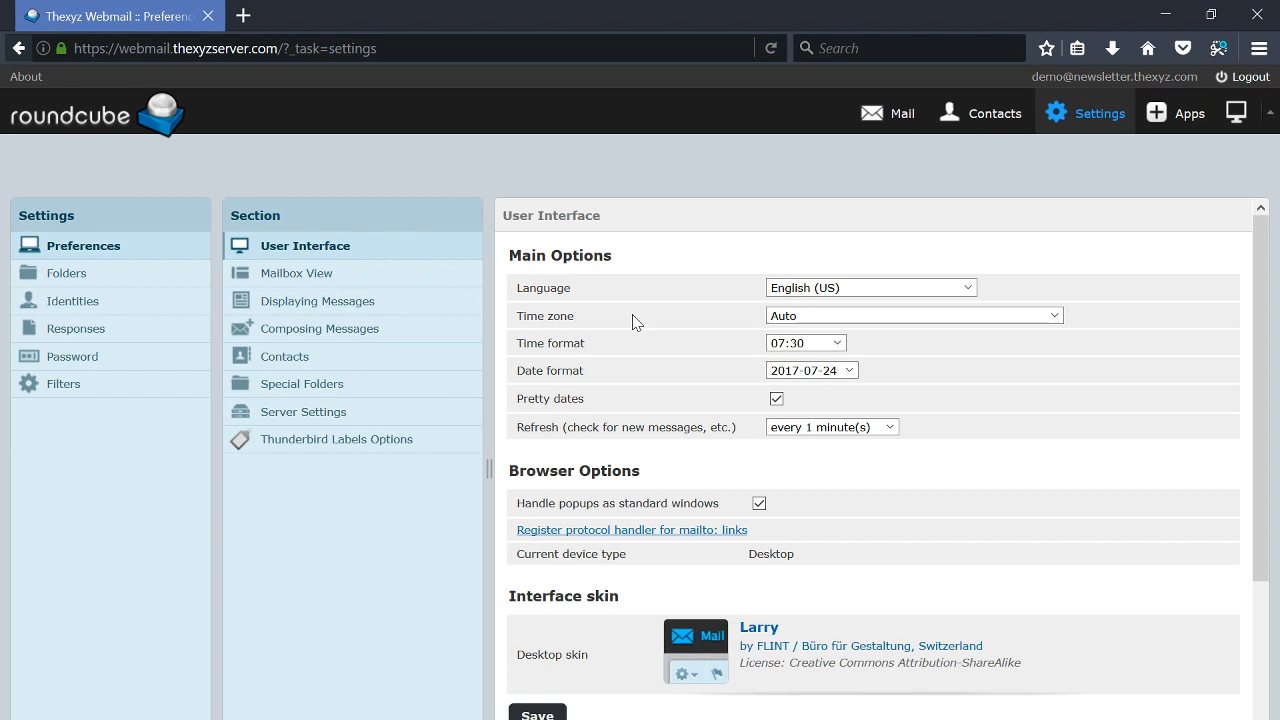 Thexyz Webmail :: Preferenc
https://webmail.thexyzserver.com/?_task=settings
Search
About
demo@newsletter.thexyz.com
Logout
roundcube
Mail
Contacts
Settings
Apps
Settings
Preferences
Folders
Identities
Responses
Password
Filters
Section
User Interface
Mailbox View
Displaying Messages
Composing Messages
Contacts
Special Folders
Server Settings
Thunderbird Labels Options
User Interface
Main Options
Language English (US)
Time zone Auto
Time format 07:30
Date format 2017-07-24
Pretty dates
Refresh (check for new messages, etc.) every 1 minute(s)
Browser Options
Handle popups as standard windows
Register protocol handler for mailto: links
Current device type Desktop
Interface skin
Desktop skin
Mail
Larry
by FLINT / Büro für Gestaltung, Switzerland
License: Creative Commons Attribution-ShareAlike
Save